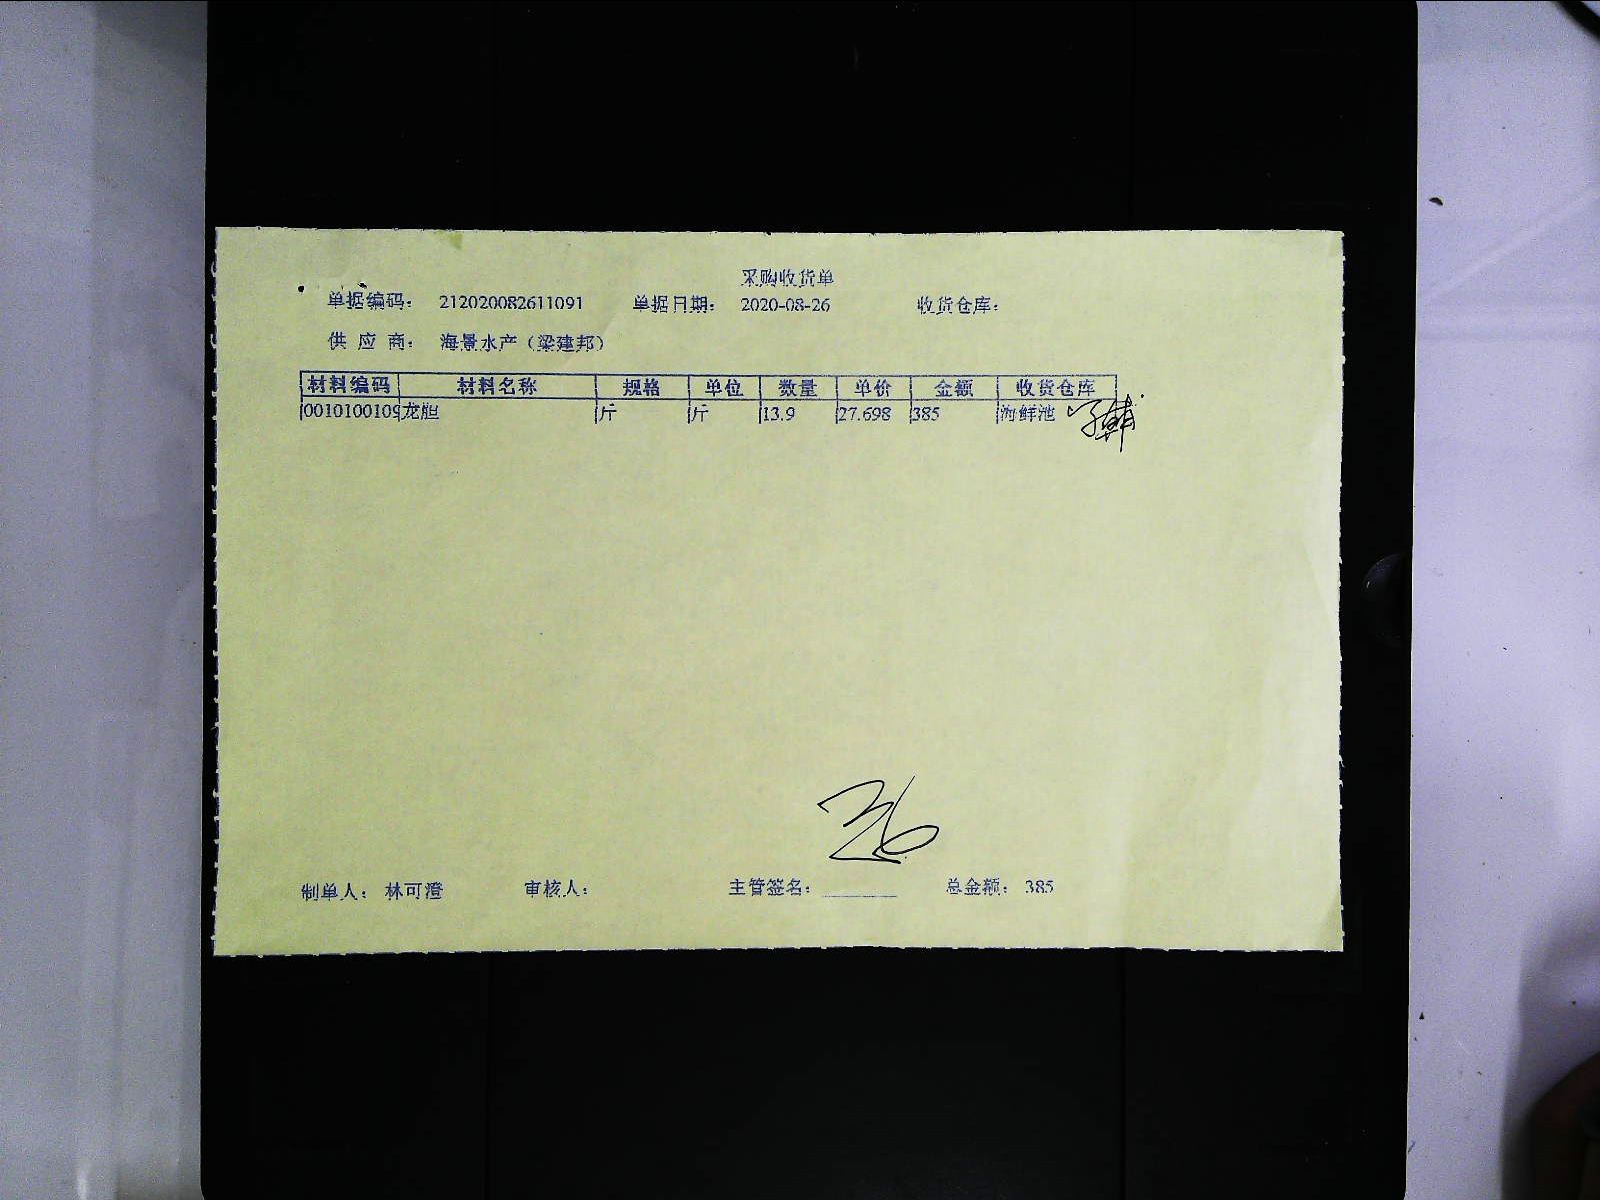 采购收货单
单据编码： 212020082611091 单据日期： 2020-08-26 收货仓库：
供 应 商： 海景水产（梁建邦）
材料编码 材料名称 规格 单位 数量 单价 金额 收货仓库
0010100109 龙胆 斤 斤 13.9 27.698 385 海鲜池
制单人： 林可澄 审核人： 主管签名： 总金额： 385